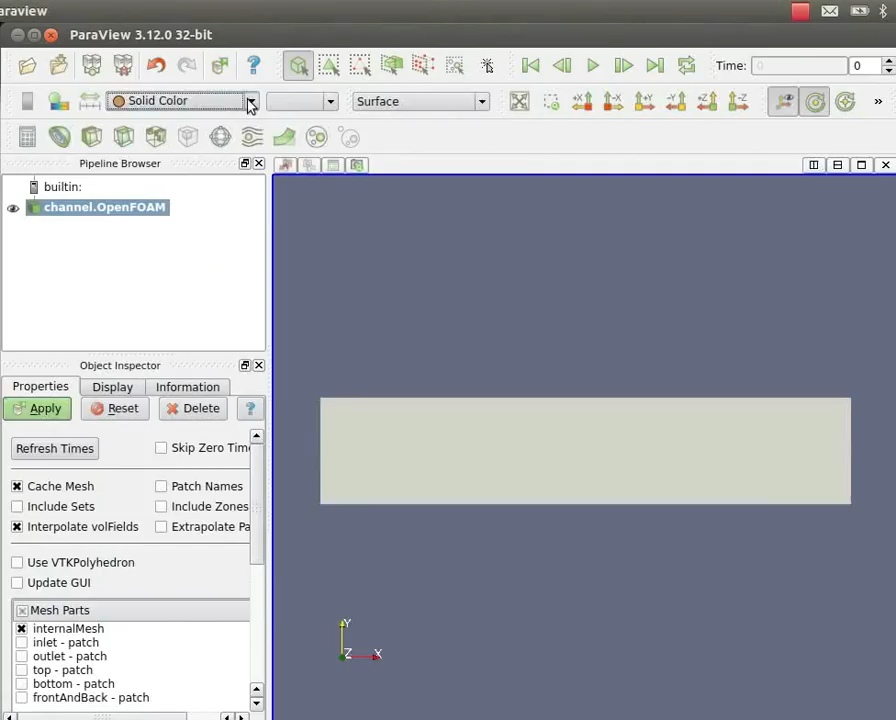 araview
ParaView 3.12.0 32-bit
Time: 0 0
Solid Color Surface »
Pipeline Browser
builtin:
channel.OpenFOAM
Object Inspector
Properties Display Information
Apply Reset Delete ?
Refresh Times Skip Zero Tim
Cache Mesh Patch Names
Include Sets Include Zones
Interpolate volFields Extrapolate Pa
Use VTKPolyhedron
Update GUI
Mesh Parts
internalMesh
inlet - patch
outlet - patch
top - patch
bottom - patch
frontAndBack - patch
Y
Z X